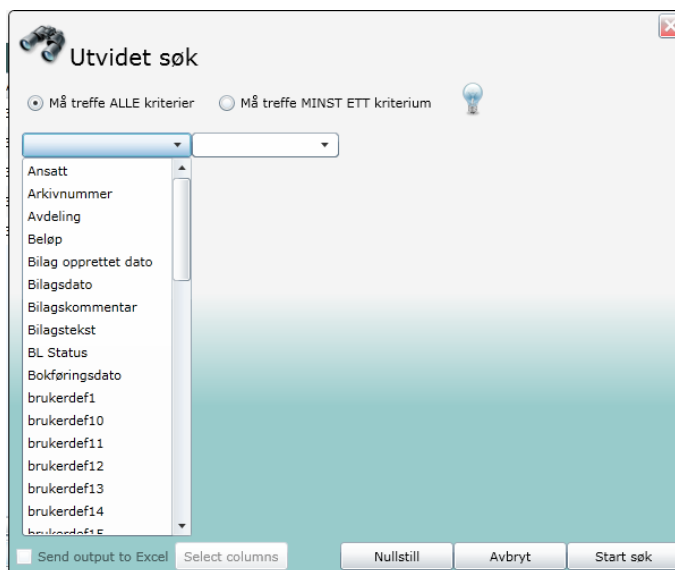 Utvidet søk
Må treffe ALLE kriterier Må treffe MINST ETT kriterium
Ansatt
Arkivnummer
Avdeling
Beløp
Bilag opprettet dato
Bilagsdato
Bilagskommentar
Bilagstekst
BL Status
Bokføringsdato
brukerdef1
brukerdef10
brukerdef11
brukerdef12
brukerdef13
brukerdef14
brukerdef15
Send output to Excel Select columns Nullstill Avbryt Start søk